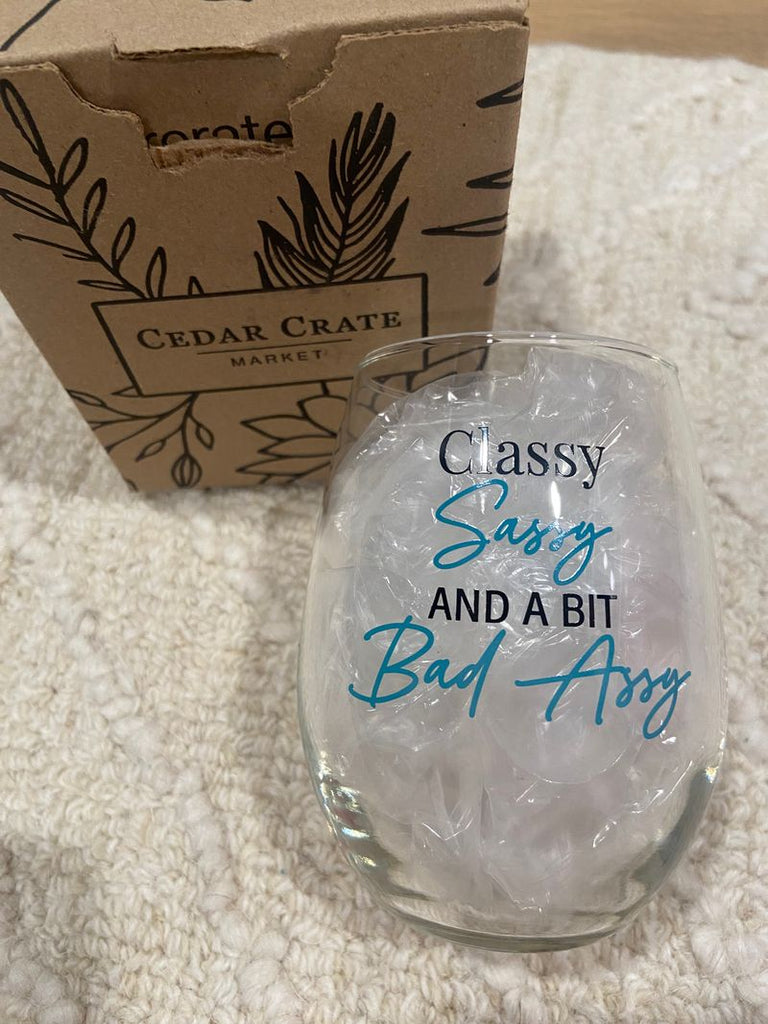 CEDAR CRATE
MARKET
Classy
Sassy
AND A BIT
Bad Assy